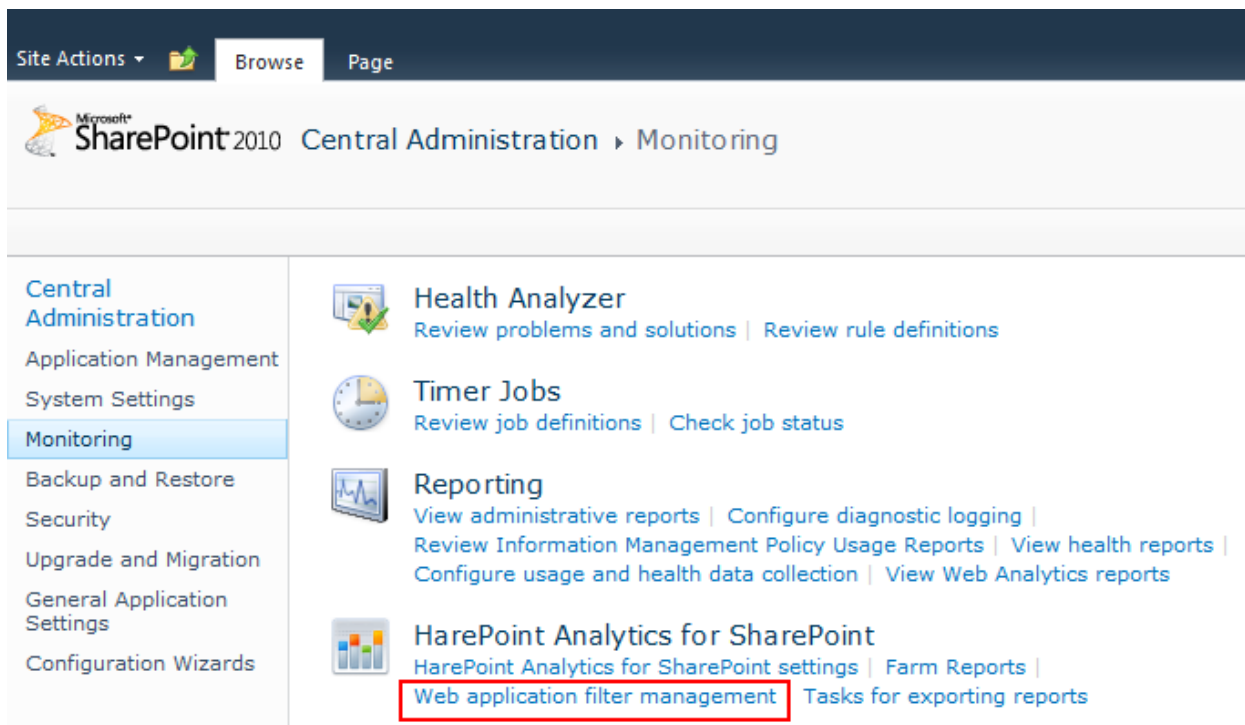 Site Actions Browse Page
Microsoft®
SharePoint 2010 Central Administration Monitoring
Central
Administration
Application Management
System Settings
Monitoring
Backup and Restore
Security
Upgrade and Migration
General Application
Settings
Configuration Wizards
Health Analyzer
Review problems and solutions | Review rule definitions
Timer Jobs
Review job definitions | Check job status
Reporting
View administrative reports | Configure diagnostic logging |
Review Information Management Policy Usage Reports | View health reports |
Configure usage and health data collection | View Web Analytics reports
HarePoint Analytics for SharePoint
HarePoint Analytics for SharePoint settings | Farm Reports |
Web application filter management Tasks for exporting reports